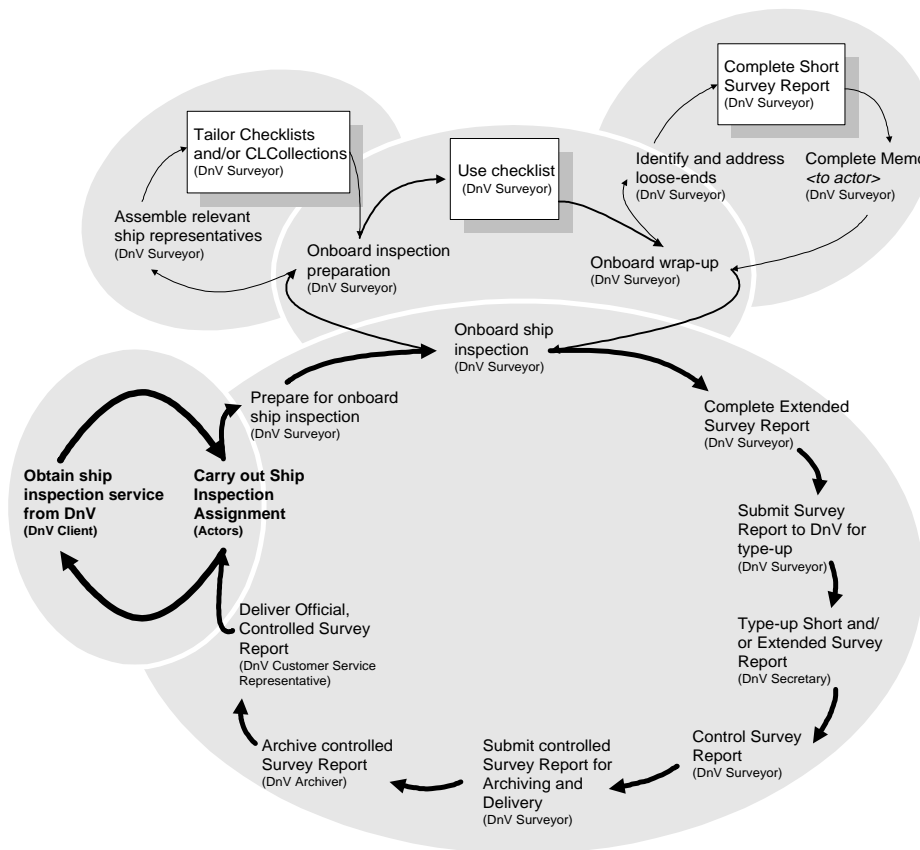 Complete Short
Survey Report
(DnV Surveyor)
Tailor Checklists
and/or CLCollections
(DnV Surveyor)
Use checklist
(DnV Surveyor)
Identify and address
loose-ends
(DnV Surveyor)
Complete Memo
<to actor>
(DnV Surveyor)
Assemble relevant
ship representatives
(DnV Surveyor)
Onboard inspection
preparation
(DnV Surveyor)
Onboard wrap-up
(DnV Surveyor)
Onboard ship
inspection
(DnV Surveyor)
Prepare for onboard
ship inspection
(DnV Surveyor)
Complete Extended
Survey Report
(DnV Surveyor)
Obtain ship
inspection service
from DnV
(DnV Client)
Carry out Ship
Inspection
Assignment
(Actors)
Submit Survey
Report to DnV for
type-up
(DnV Surveyor)
Deliver Official,
Controlled Survey
Report
(DnV Customer Service
Representative)
Type-up Short and/
or Extended Survey
Report
(DnV Secretary)
Control Survey
Report
(DnV Surveyor)
Submit controlled
Survey Report for
Archiving and
Delivery
(DnV Surveyor)
Archive controlled
Survey Report
(DnV Archiver)